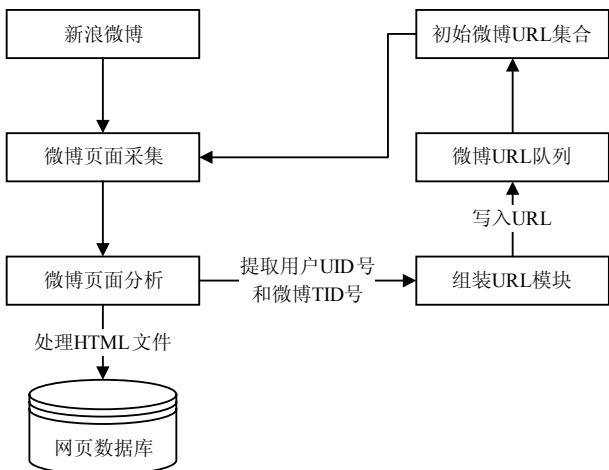 新浪微博
初始微博URL集合
微博页面采集
微博URL队列
写入URL
微博页面分析
提取用户UID号
和微博TID号
组装URL模块
处理HTML文件
网页数据库